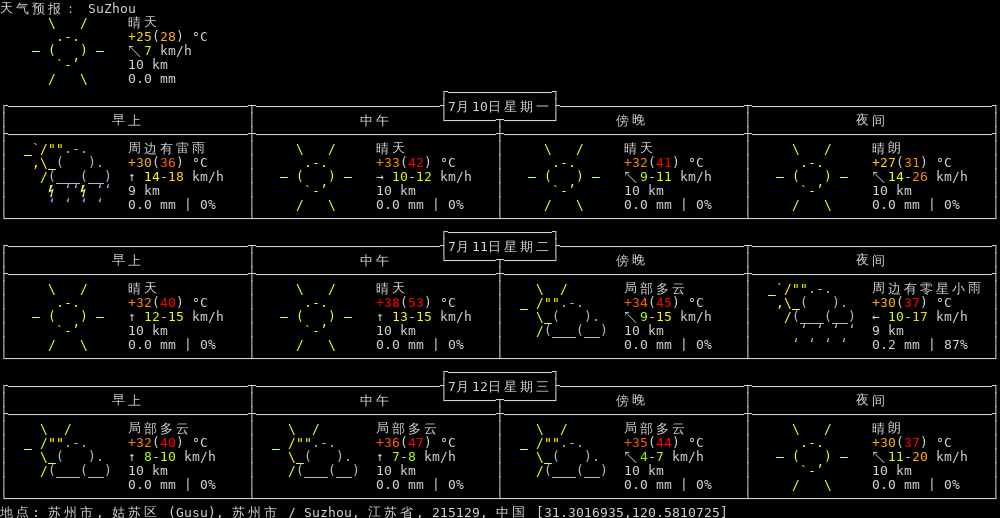 天气预报: SuZhou
晴天
+25(28) °C
↖ 7 km/h
10 km
0.0 mm
7月10日星期一
早上 中午 傍晚 夜间
周边有雷雨 晴天 晴天 晴朗
+30(36) °C +33(42) °C +32(41) °C +27(31) °C
↑ 14-18 km/h → 10-12 km/h ↖ 9-11 km/h ↖ 14-26 km/h
9 km 10 km 10 km 10 km
0.0 mm | 0% 0.0 mm | 0% 0.0 mm | 0% 0.0 mm | 0%
7月11日星期二
早上 中午 傍晚 夜间
晴天 晴天 局部多云 周边有零星小雨
+32(40) °C +38(53) °C +34(45) °C +30(37) °C
↑ 12-15 km/h ↑ 13-15 km/h ↖ 9-15 km/h ← 10-17 km/h
10 km 10 km 10 km 9 km
0.0 mm | 0% 0.0 mm | 0% 0.0 mm | 0% 0.2 mm | 87%
7月12日星期三
早上 中午 傍晚 夜间
局部多云 局部多云 局部多云 晴朗
+32(40) °C +36(47) °C +35(44) °C +30(37) °C
↑ 8-10 km/h ↑ 7-8 km/h ↖ 4-7 km/h ↖ 11-20 km/h
10 km 10 km 10 km 10 km
0.0 mm | 0% 0.0 mm | 0% 0.0 mm | 0% 0.0 mm | 0%
地点: 苏州市, 姑苏区 (Gusu), 苏州市 / Suzhou, 江苏省, 215129, 中国 [31.3016935,120.5810725]